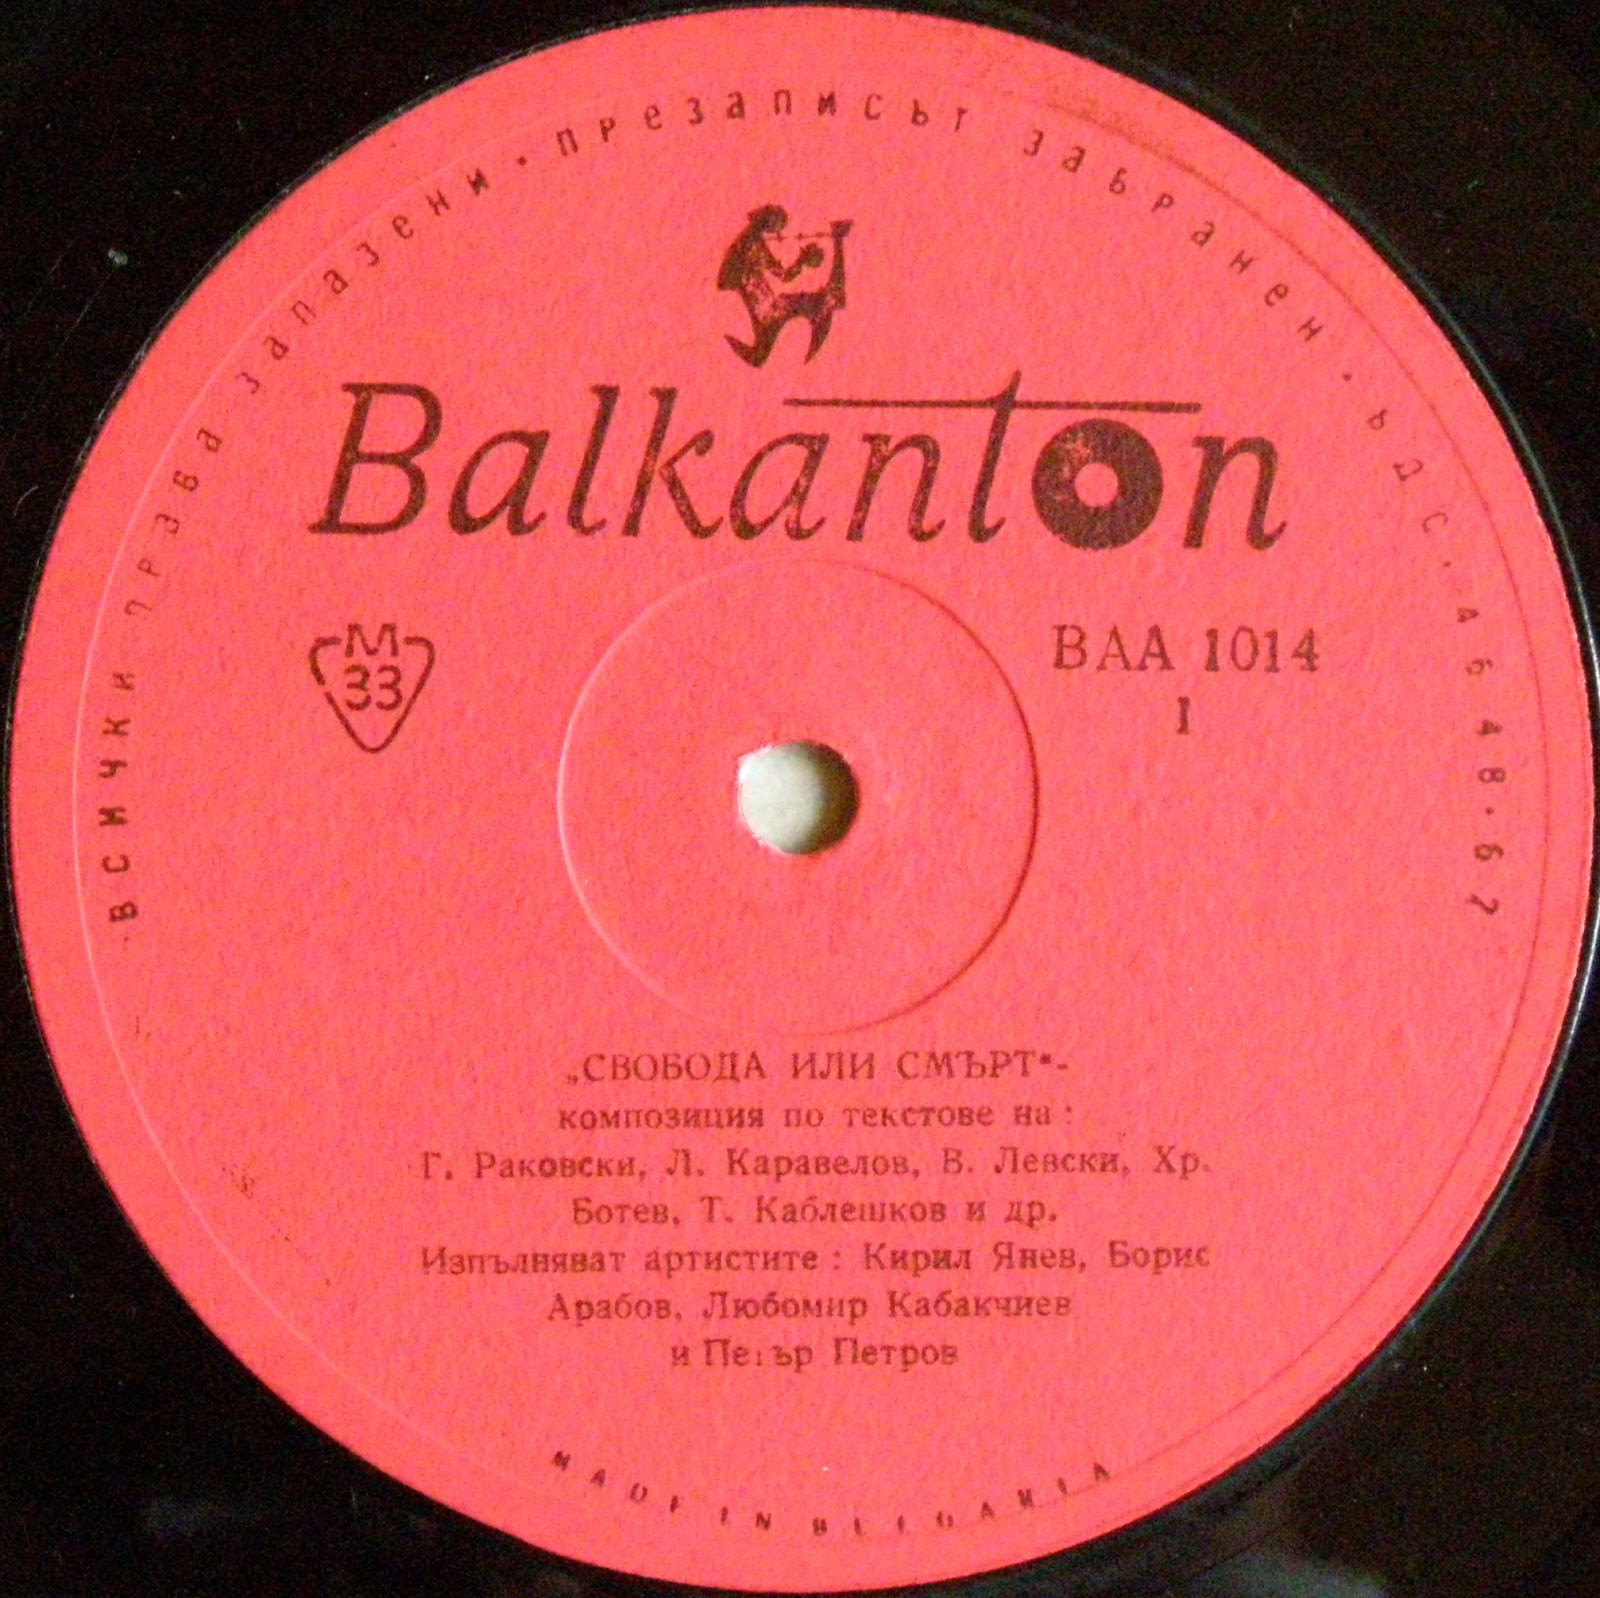 всички права запазени · презаписът забранен · БДС · 4648 · 67
Balkanton
М
33
ВАА 1014
I
„СВОБОДА ИЛИ СМЪРТ“-
композиция по текстове на:
Г. Раковски, Л. Каравелов, В. Левски, Хр.
Ботев, Т. Каблешков и др.
Изпълняват артистите: Кирил Янев, Борис
Арабов, Любомир Кабакчиев
и Петър Петров
MADE IN BULGARIA